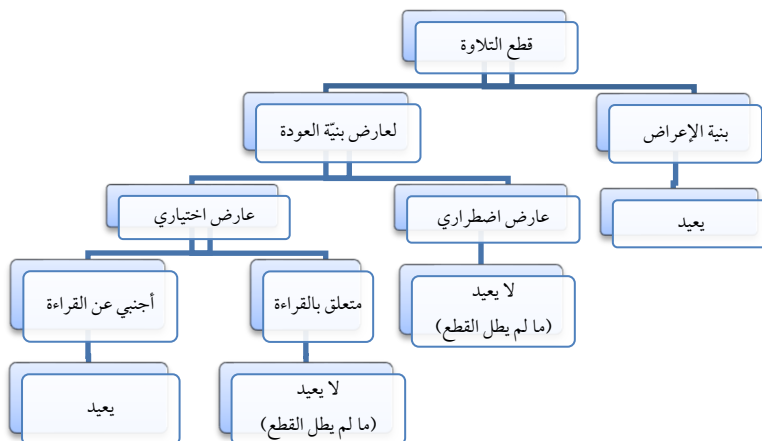 قطع التلاوة
بنية الإعراض
لعارض بنيّة العودة
يعيد
عارض اضطراري
عارض اختياري
لا يعيد
(ما لم يطل القطع)
متعلق بالقراءة
أجنبي عن القراءة
لا يعيد
(ما لم يطل القطع)
يعيد